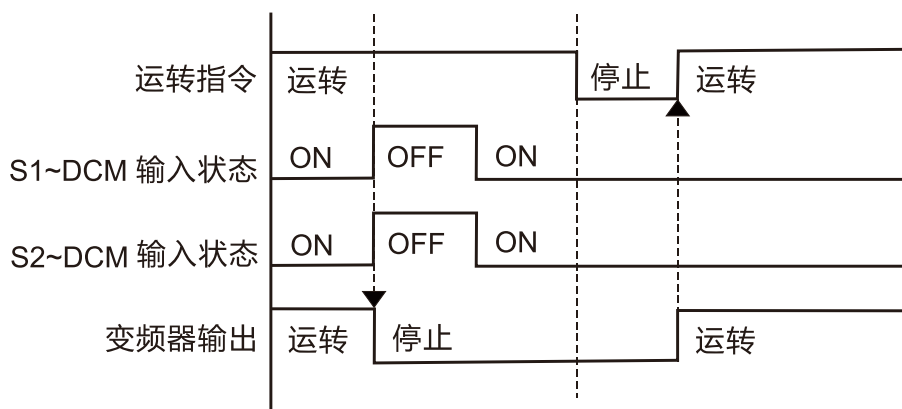 运转指令 运转 停止 运转
S1~DCM 输入状态 ON OFF ON
S2~DCM 输入状态 ON OFF ON
变频器输出 运转 停止 运转